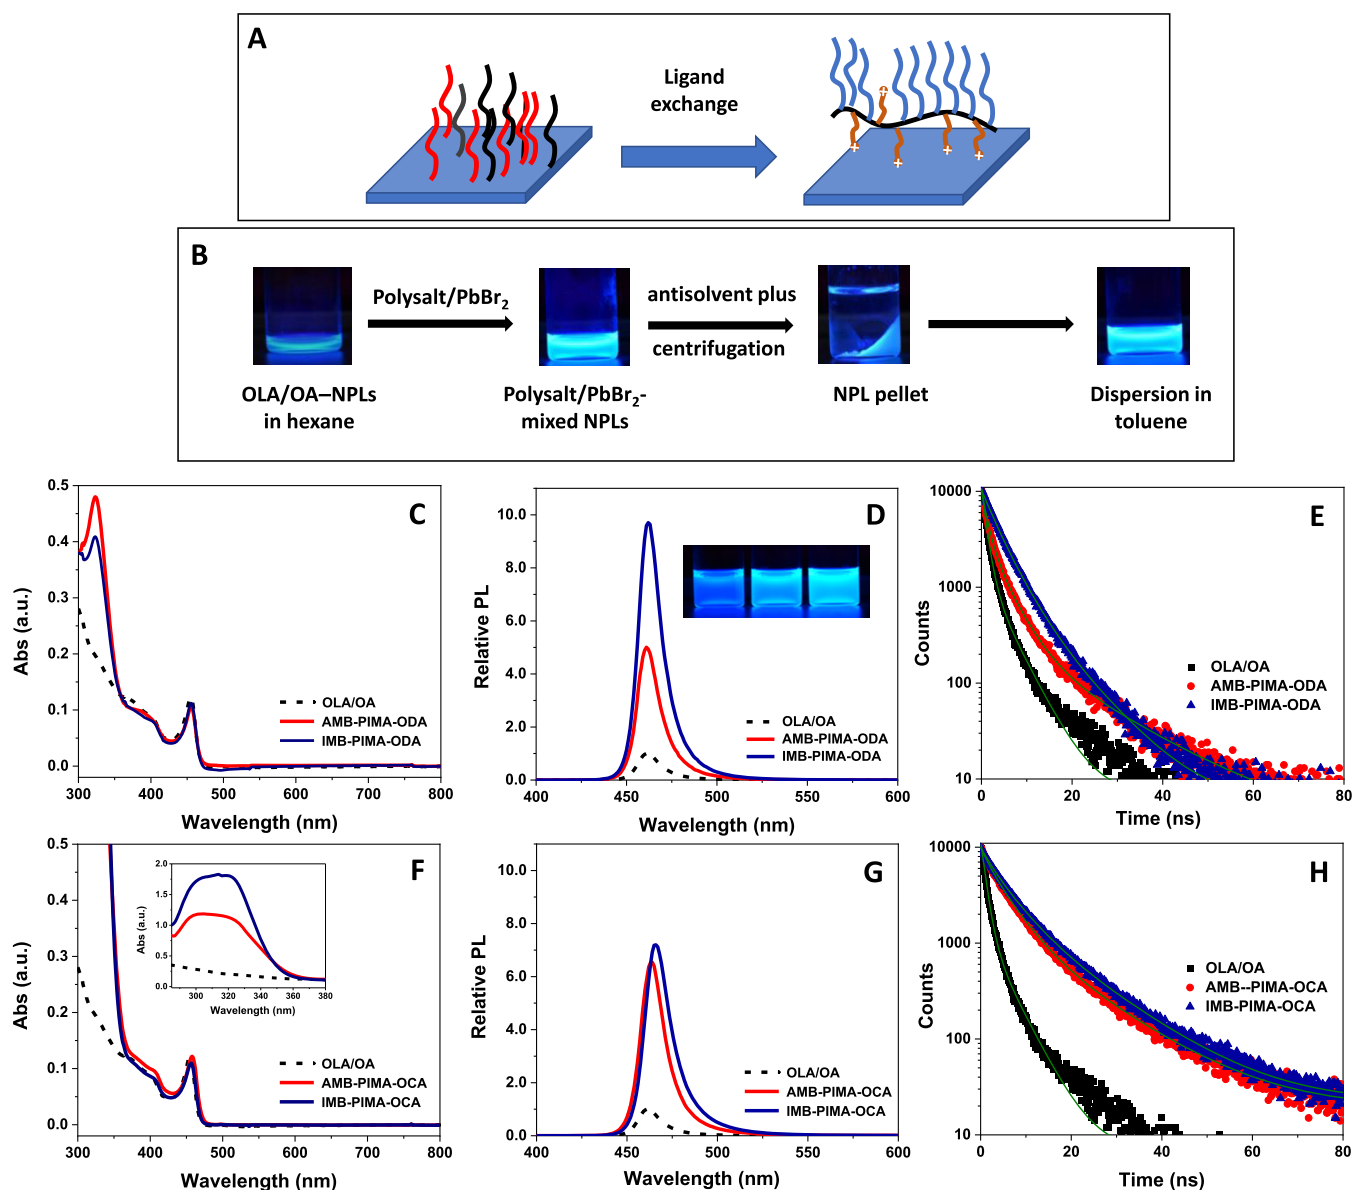 A
Ligand
exchange
+
+ + + +
B
Polysalt/PbBr2
antisolvent plus
centrifugation
OLA/OA–NPLs
in hexane
Polysalt/PbBr2-
mixed NPLs
NPL pellet
Dispersion in
toluene
C
Abs (a.u.)
0.5
0.4
0.3
0.2
0.1
0.0
300 400 500 600 700 800
Wavelength (nm)
OLA/OA
AMB-PIMA-ODA
IMB-PIMA-ODA
D
Relative PL
10.0
8.0
6.0
4.0
2.0
0.0
400 450 500 550 600
Wavelength (nm)
OLA/OA
AMB-PIMA-ODA
IMB-PIMA-ODA
E
Counts
10000
1000
100
10
0 20 40 60 80
Time (ns)
OLA/OA
AMB-PIMA-ODA
IMB-PIMA-ODA
F
Abs (a.u.)
0.5
0.4
0.3
0.2
0.1
0.0
300 400 500 600 700 800
Wavelength (nm)
Abs (a.u.)
2.0
1.5
1.0
0.5
0.0
300 320 340 360 380
Wavelength (nm)
OLA/OA
AMB-PIMA-OCA
IMB-PIMA-OCA
G
Relative PL
10.0
8.0
6.0
4.0
2.0
0.0
400 450 500 550 600
Wavelength (nm)
OLA/OA
AMB-PIMA-OCA
IMB-PIMA-OCA
H
Counts
10000
1000
100
10
0 20 40 60 80
Time (ns)
OLA/OA
AMB--PIMA-OCA
IMB-PIMA-OCA